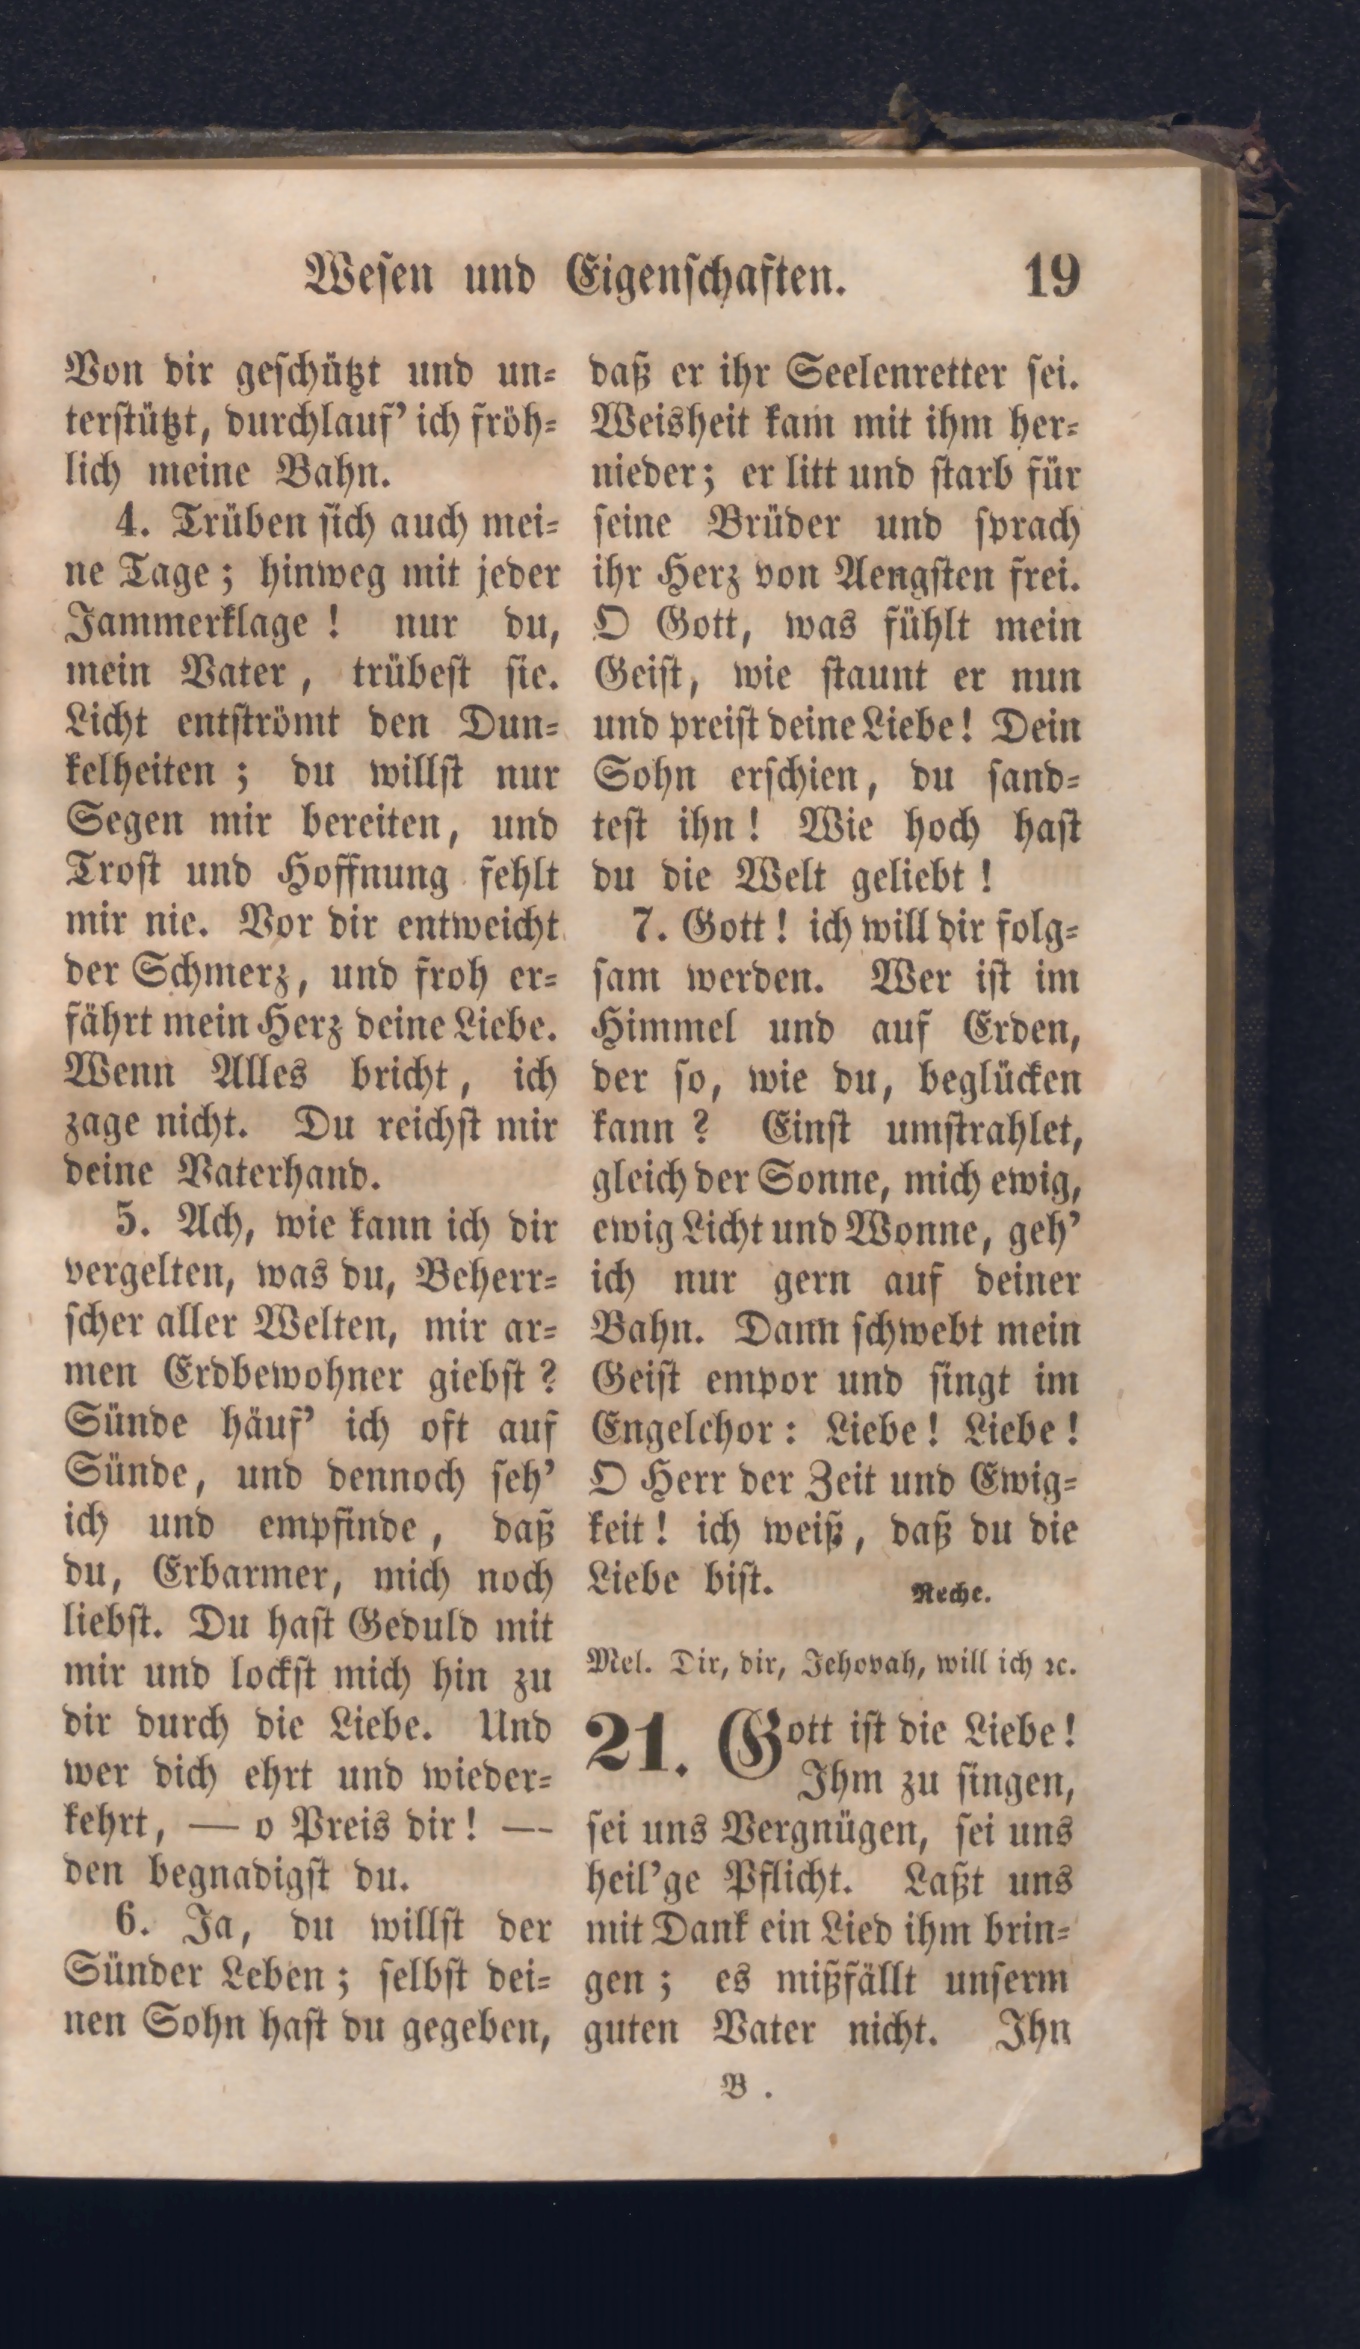 Wesen und Eigenschaften. 19
Von dir geschützt und un-
terstützt, durchlauf' ich fröh-
lich meine Bahn.
4. Trüben sich auch mei-
ne Tage; hinweg mit jeder
Jammerklage! nur du,
mein Vater, trübest sie.
Licht entströmt den Dun-
kelheiten; du willst nur
Segen mir bereiten, und
Trost und Hoffnung fehlt
mir nie. Vor dir entweicht
der Schmerz, und froh er-
fährt mein Herz deine Liebe.
Wenn Alles bricht, ich
zage nicht. Du reichst mir
deine Vaterhand.
5. Ach, wie kann ich dir
vergelten, was du, Beherr-
scher aller Welten, mir ar-
men Erdbewohner giebst?
Sünde häuf' ich oft auf
Sünde, und dennoch seh'
ich und empfinde, daß
du, Erbarmer, mich noch
liebst. Du hast Geduld mit
mir und lockst mich hin zu
dir durch die Liebe. Und
wer dich ehrt und wieder-
kehrt, — o Preis dir! —
den begnadigst du.
6. Ja, du willst der
Sünder Leben; selbst dei-
nen Sohn hast du gegeben,
daß er ihr Seelenretter sei.
Weisheit kam mit ihm her-
nieder; er litt und starb für
seine Brüder und sprach
ihr Herz von Aengsten frei.
O Gott, was fühlt mein
Geist, wie staunt er nun
und preist deine Liebe! Dein
Sohn erschien, du sand-
test ihn! Wie hoch hast
du die Welt geliebt!
7. Gott! ich will dir folg-
sam werden. Wer ist im
Himmel und auf Erden,
der so, wie du, beglücken
kann? Einst umstrahlet,
gleich der Sonne, mich ewig,
ewig Licht und Wonne, geh'
ich nur gern auf deiner
Bahn. Dann schwebt mein
Geist empor und singt im
Engelchor: Liebe! Liebe!
O Herr der Zeit und Ewig-
keit! ich weiß, daß du die
Liebe bist. Reche.
Mel. Dir, dir, Jehovah, will ich ꝛc.
21. Gott ist die Liebe!
Ihm zu singen,
sei uns Vergnügen, sei uns
heil'ge Pflicht. Laßt uns
mit Dank ein Lied ihm brin-
gen; es mißfällt unserm
guten Vater nicht. Ihn
B.